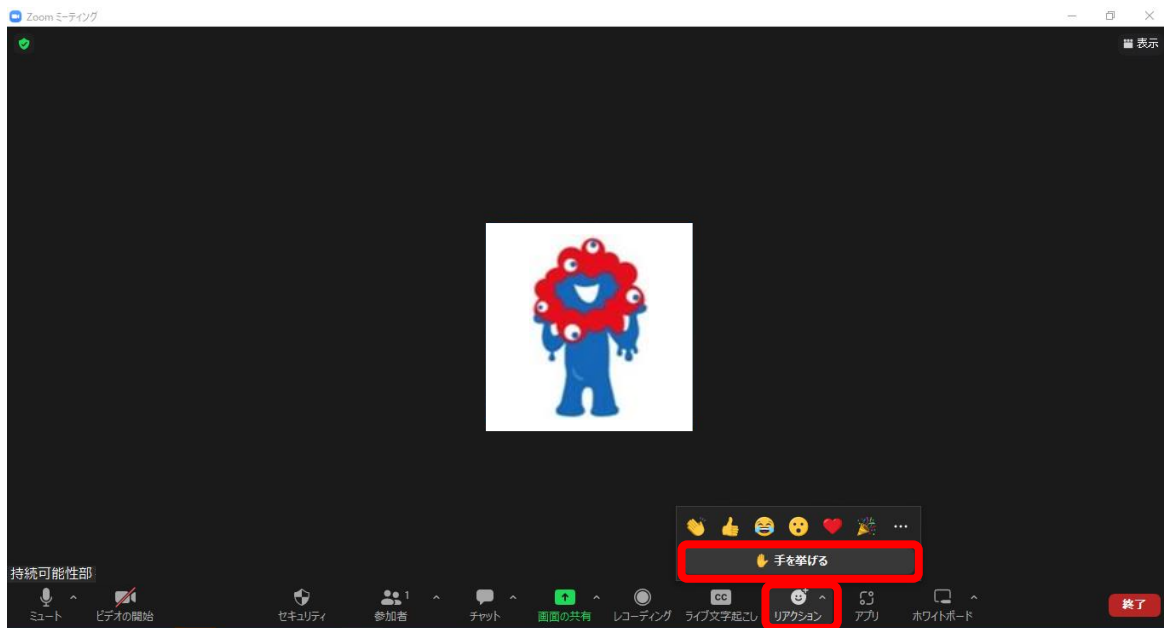 Zoom ミーティング
表示
手を挙げる
持続可能性部
ミュート
ビデオの開始
セキュリティ
参加者
1
チャット
画面の共有
レコーディング
CC
ライブ文字起こし
リアクション
アプリ
ホワイトボード
終了